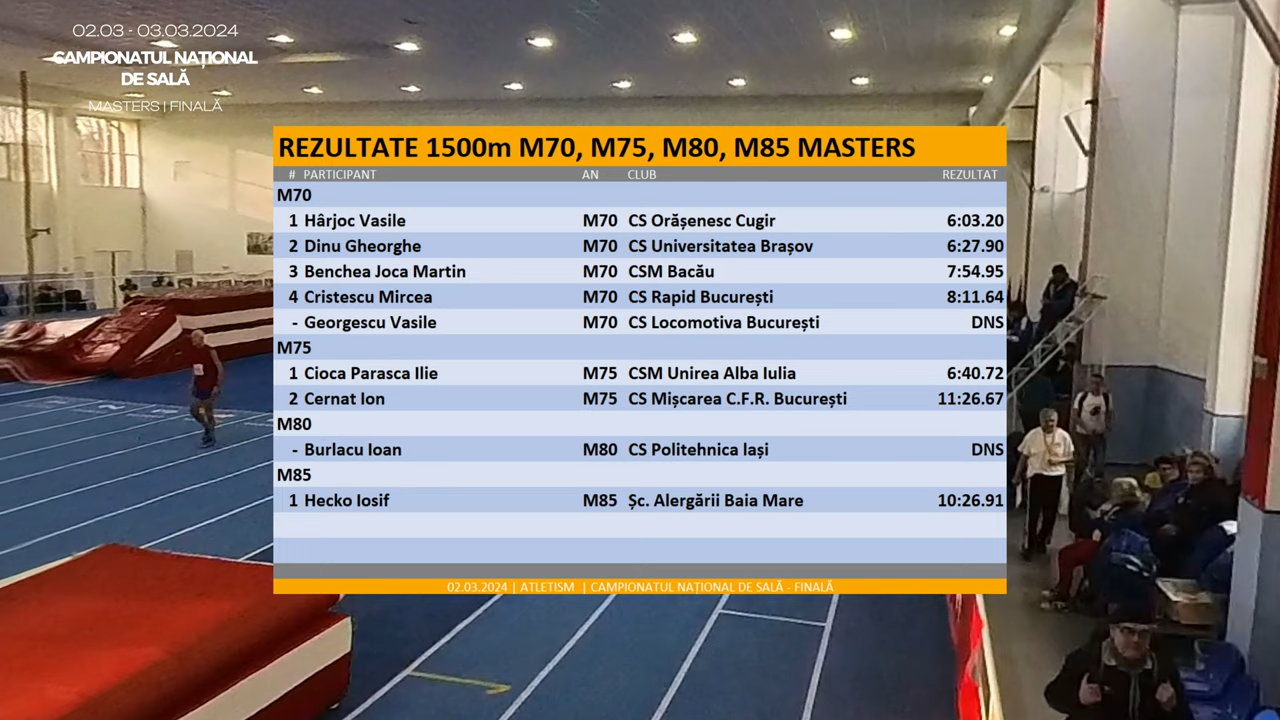 02.03 - 03.03.2024
CAMPIONATUL NAȚIONAL
DE SALĂ
MASTERS | FINALĂ
REZULTATE 1500m M70, M75, M80, M85 MASTERS
# PARTICIPANT AN CLUB REZULTAT
M70
1 Hârjoc Vasile M70 CS Orășenesc Cugir 6:03.20
2 Dinu Gheorghe M70 CS Universitatea Brașov 6:27.90
3 Benchea Joca Martin M70 CSM Bacău 7:54.95
4 Cristescu Mircea M70 CS Rapid București 8:11.64
- Georgescu Vasile M70 CS Locomotiva București DNS
M75
1 Cioca Parasca Ilie M75 CSM Unirea Alba Iulia 6:40.72
2 Cernat Ion M75 CS Mișcarea C.F.R. București 11:26.67
M80
- Burlacu Ioan M80 CS Politehnica Iași DNS
M85
1 Hecko Iosif M85 Șc. Alergării Baia Mare 10:26.91
02.03.2024 | ATLETISM | CAMPIONATUL NAȚIONAL DE SALĂ - FINALĂ